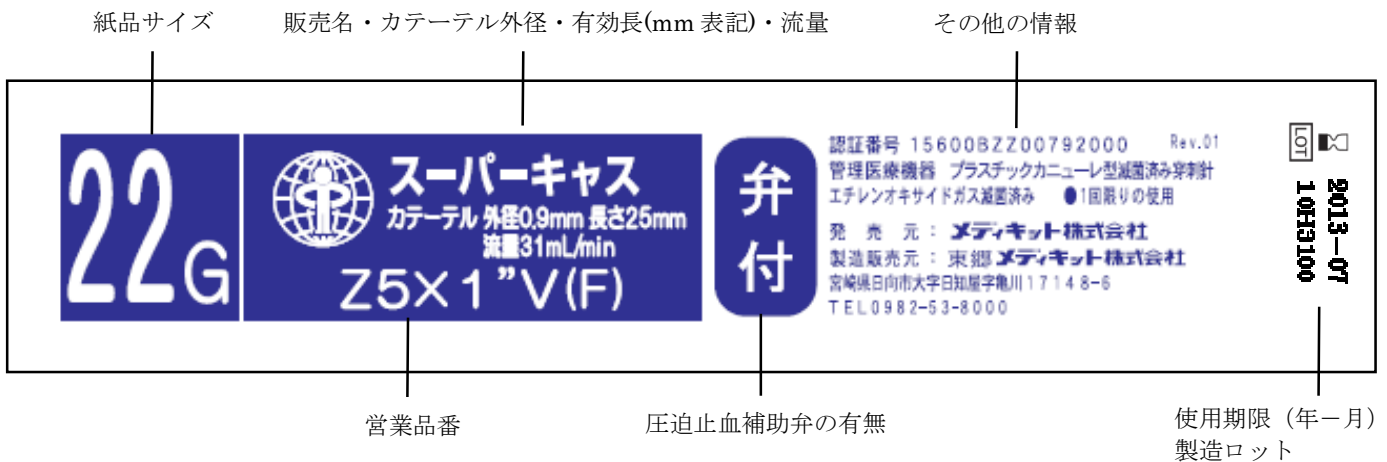 紙品サイズ
販売名・カテーテル外径・有効長(mm 表記)・流量
その他の情報
22G
スーパーキャス
カテーテル 外径0.9mm 長さ25mm
流量31mL/min
Z5×1”V(F)
弁付
認証番号 15600BZZ00792000 Rev.01
管理医療機器 プラスチックカニューレ型滅菌済み穿刺針
エチレンオキサイドガス滅菌済み ●1回限りの使用
発 売 元 : メディキット株式会社
製造販売元 : 東郷メディキット株式会社
宮崎県日向市大字日知屋字亀川17148-6
TEL0982-53-8000
2013-07
LOT 10H3100
営業品番
圧迫止血補助弁の有無
使用期限（年－月）
製造ロット